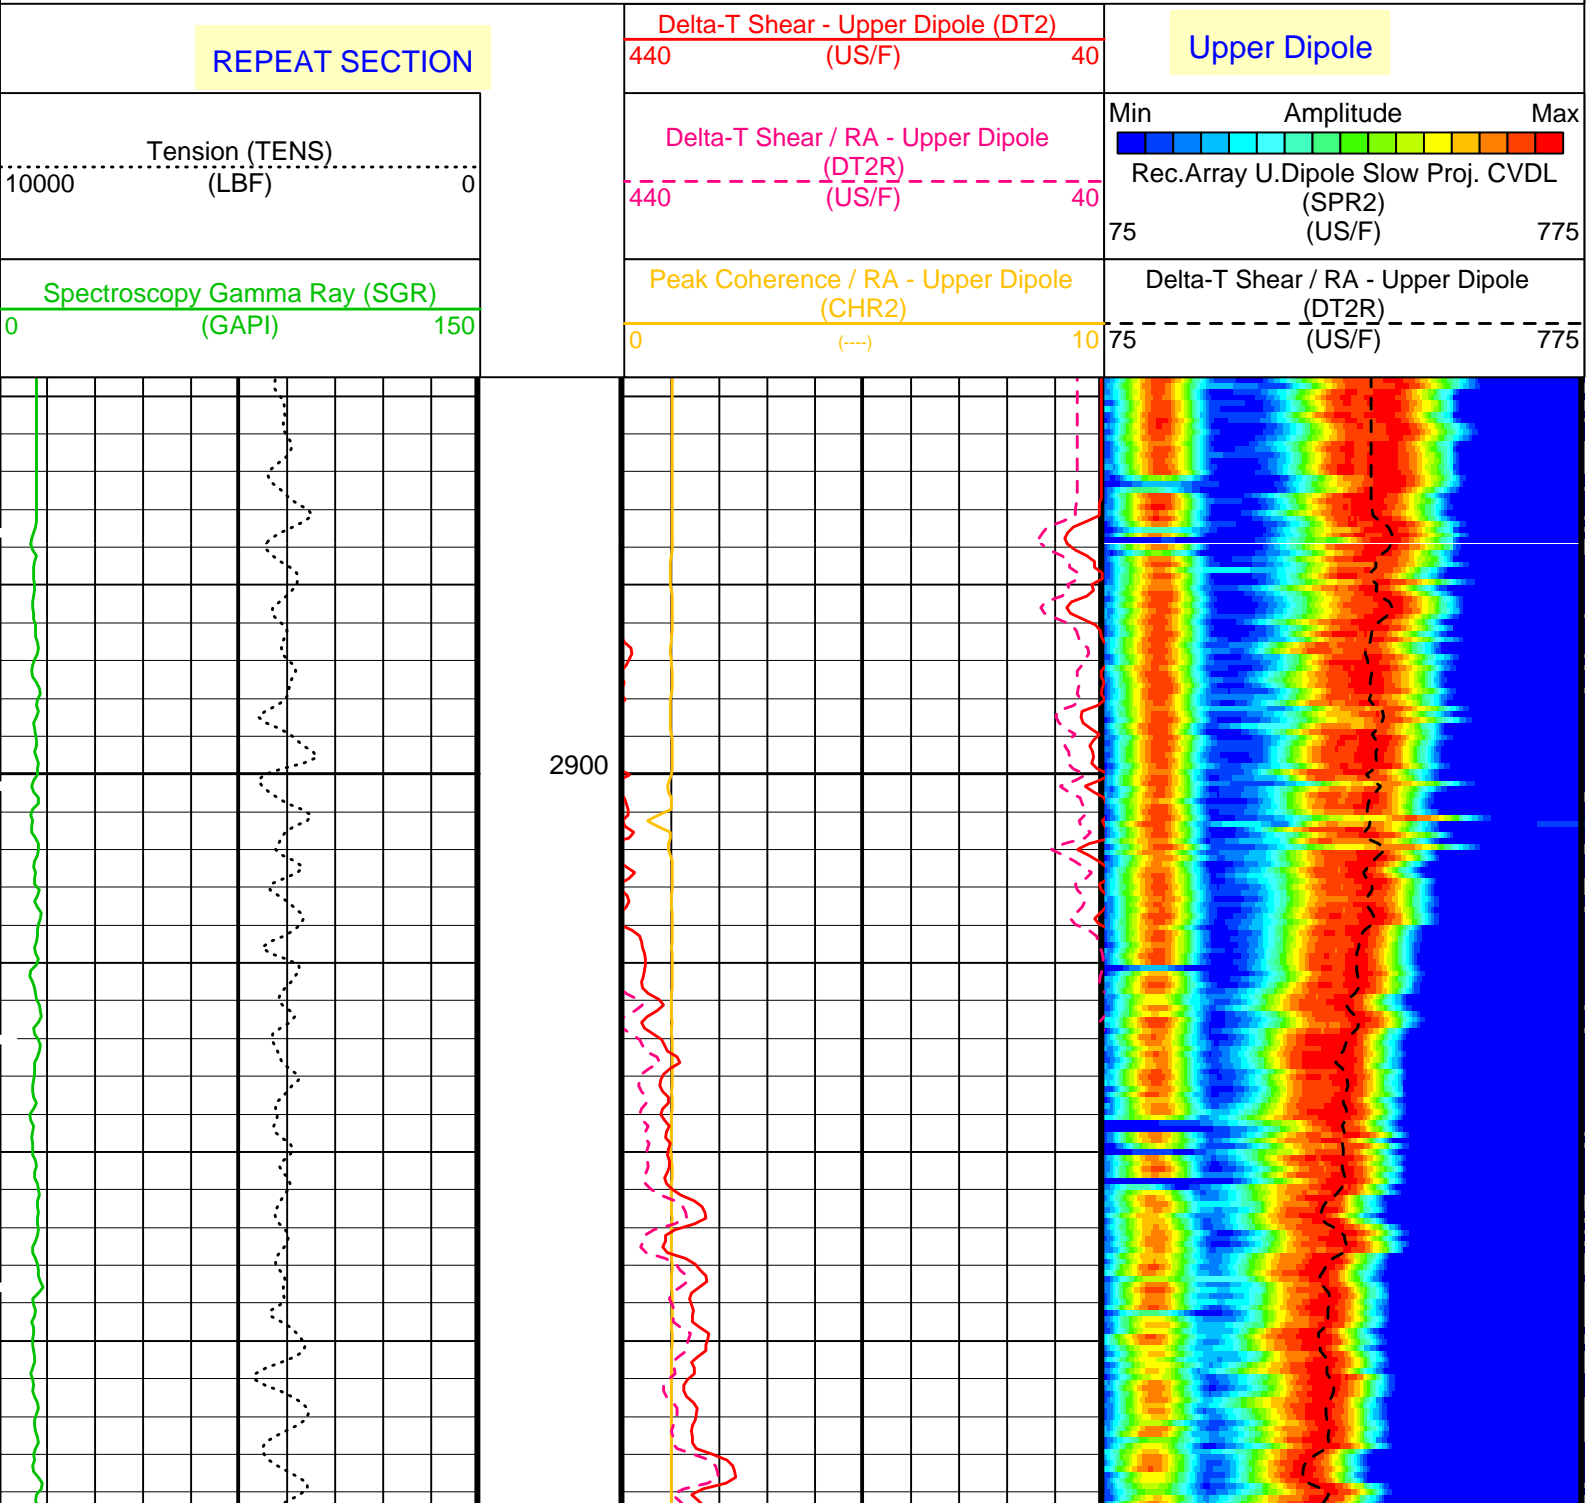 REPEAT SECTION
Tension (TENS)
(LBF)
10000 0
Spectroscopy Gamma Ray (SGR)
(GAPI)
0 150
Delta-T Shear - Upper Dipole (DT2)
(US/F)
440 40
Delta-T Shear / RA - Upper Dipole
(DT2R)
(US/F)
440 40
Peak Coherence / RA - Upper Dipole
(CHR2)
(----)
0 10
Upper Dipole
Min Amplitude Max
Rec.Array U.Dipole Slow Proj. CVDL
(SPR2)
(US/F)
75 775
Delta-T Shear / RA - Upper Dipole
(DT2R)
(US/F)
75 775
2900